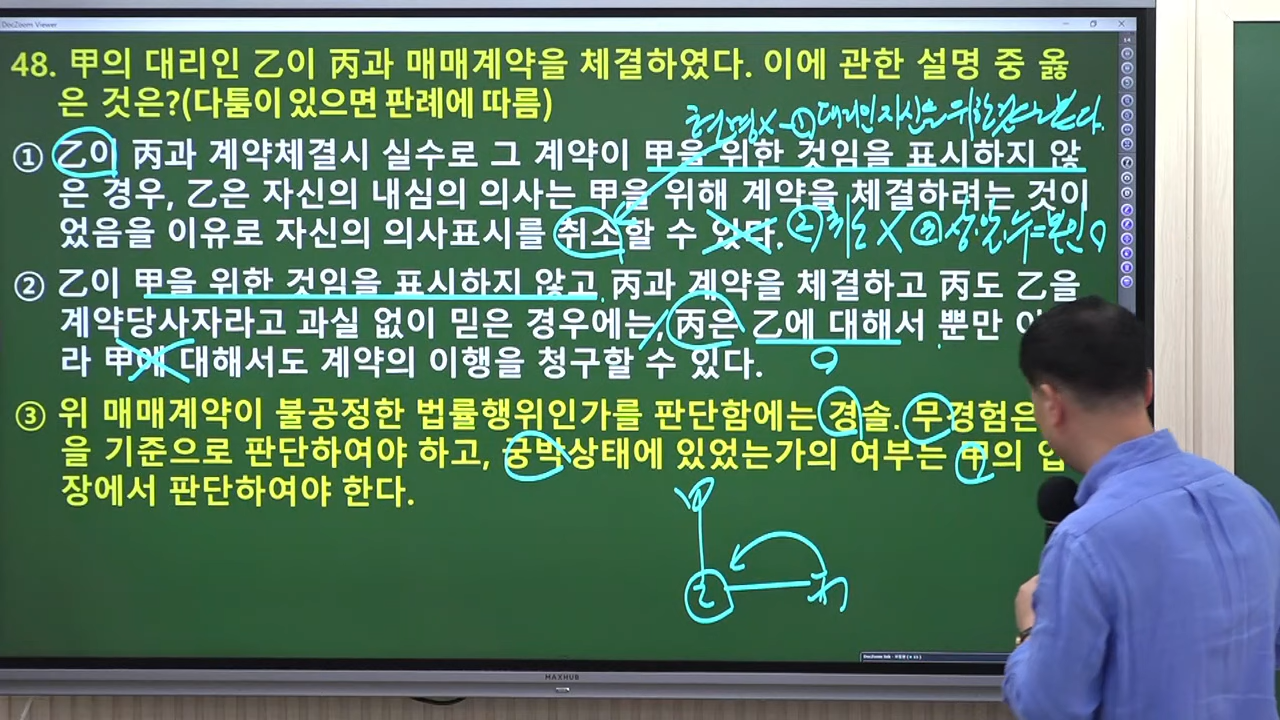 DocZoom Viewer
48. 甲의 대리인 乙이 丙과 매매계약을 체결하였다. 이에 관한 설명 중 옳
은 것은?(다툼이 있으면 판례에 따름)
현명X - ① 대리인 자신을 위한 것으로 본다.
① 乙이 丙과 계약체결시 실수로 그 계약이 甲을 위한 것임을 표시하지 않
은 경우, 乙은 자신의 내심의 의사는 甲을 위해 계약을 체결하려는 것이
었음을 이유로 자신의 의사표시를 취소할 수 있다. ② 취소 X ③
② 乙이 甲을 위한 것임을 표시하지 않고 丙과 계약을 체결하고 丙도 乙을
계약당사자라고 과실 없이 믿은 경우에는, 丙은 乙에 대해서 뿐만
라 甲에 대해서도 계약의 이행을 청구할 수 있다.
③ 위 매매계약이 불공정한 법률행위인가를 판단함에는 경솔. 무경험은
을 기준으로 판단하여야 하고, 궁박상태에 있었는가의 여부는 甲의 입
장에서 판단하여야 한다.
甲
乙 丙
MAXHUB